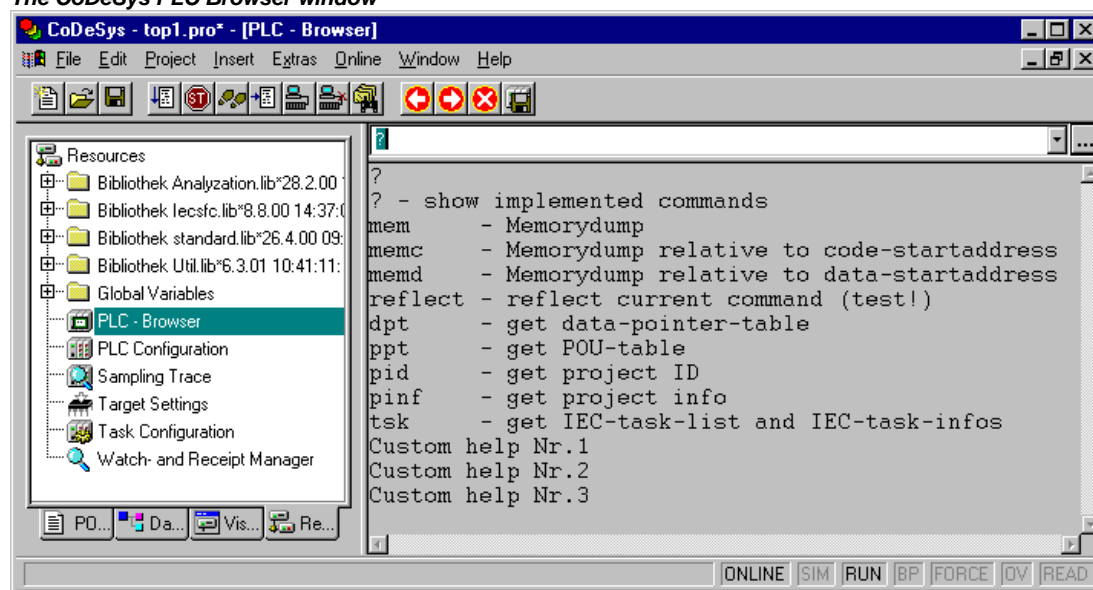 The CoDeSys PLC Browser window
CoDeSys - top1.pro* - [PLC - Browser]
File Edit Project Insert Extras Online Window Help
STOP
?
...
Resources
Bibliothek Analyzation.lib*28.2.00
Bibliothek Iecsfc.lib*8.8.00 14:37:0
Bibliothek standard.lib*26.4.00 09:
Bibliothek Util.lib*6.3.01 10:41:11:
Global Variables
PLC - Browser
PLC Configuration
Sampling Trace
Target Settings
Task Configuration
Watch- and Receipt Manager
PO... Da... Vis... Re...
?
? - show implemented commands
mem - Memorydump
memc - Memorydump relative to code-startaddress
memd - Memorydump relative to data-startaddress
reflect - reflect current command (test!)
dpt - get data-pointer-table
ppt - get POU-table
pid - get project ID
pinf - get project info
tsk - get IEC-task-list and IEC-task-infos
Custom help Nr.1
Custom help Nr.2
Custom help Nr.3
ONLINE SIM RUN BP FORCE OV READ